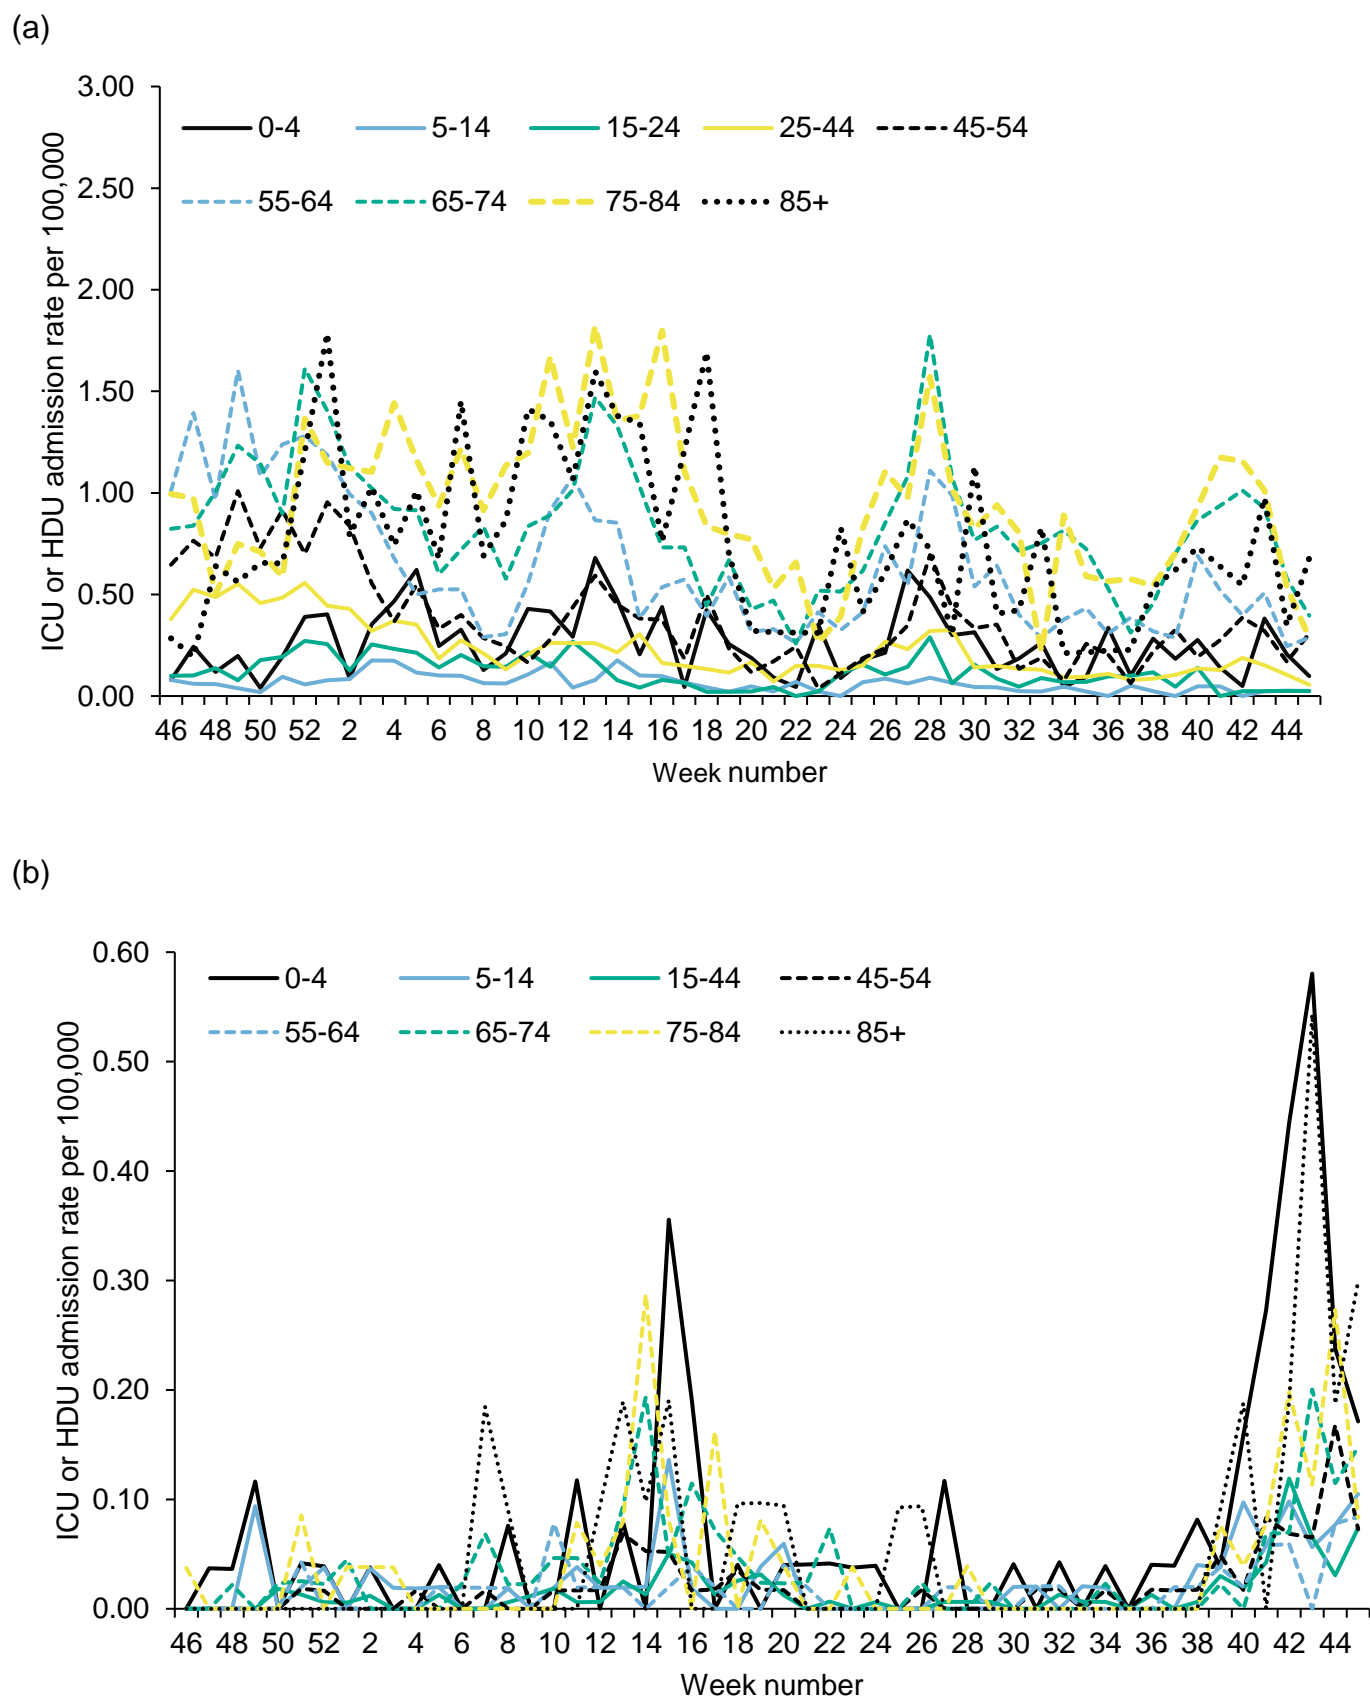 (a)
3.00
2.50
2.00
1.50
1.00
0.50
0.00
ICU or HDU admission rate per 100,000
0-4 5-14 15-24 25-44 45-54
55-64 65-74 75-84 85+
46 48 50 52 2 4 6 8 10 12 14 16 18 20 22 24 26 28 30 32 34 36 38 40 42 44
Week number
(b)
0.60
0.50
0.40
0.30
0.20
0.10
0.00
ICU or HDU admission rate per 100,000
0-4 5-14 15-44 45-54
55-64 65-74 75-84 85+
46 48 50 52 2 4 6 8 10 12 14 16 18 20 22 24 26 28 30 32 34 36 38 40 42 44
Week number